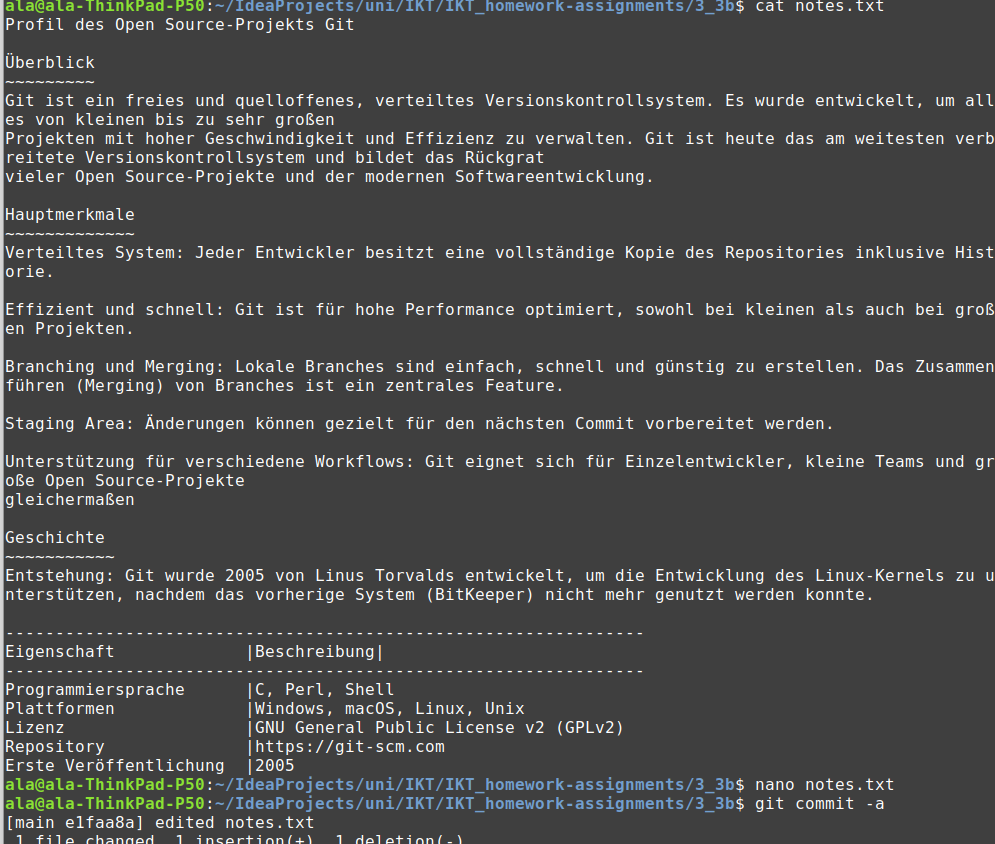 ala@ala-ThinkPad-P50:~/IdeaProjects/uni/IKT/IKT_homework-assignments/3_3b$ cat notes.txt
Profil des Open Source-Projekts Git
Überblick
~~~~~~~~~
Git ist ein freies und quelloffenes, verteiltes Versionskontrollsystem. Es wurde entwickelt, um all
es von kleinen bis zu sehr großen
Projekten mit hoher Geschwindigkeit und Effizienz zu verwalten. Git ist heute das am weitesten verb
reitete Versionskontrollsystem und bildet das Rückgrat
vieler Open Source-Projekte und der modernen Softwareentwicklung.
Hauptmerkmale
~~~~~~~~~~~~~
Verteiltes System: Jeder Entwickler besitzt eine vollständige Kopie des Repositories inklusive Hist
orie.
Effizient und schnell: Git ist für hohe Performance optimiert, sowohl bei kleinen als auch bei groß
en Projekten.
Branching und Merging: Lokale Branches sind einfach, schnell und günstig zu erstellen. Das Zusammen
führen (Merging) von Branches ist ein zentrales Feature.
Staging Area: Änderungen können gezielt für den nächsten Commit vorbereitet werden.
Unterstützung für verschiedene Workflows: Git eignet sich für Einzelentwickler, kleine Teams und gr
oße Open Source-Projekte
gleichermaßen
Geschichte
~~~~~~~~~~~
Entstehung: Git wurde 2005 von Linus Torvalds entwickelt, um die Entwicklung des Linux-Kernels zu u
nterstützen, nachdem das vorherige System (BitKeeper) nicht mehr genutzt werden konnte.
----------------------------------------------------------------
Eigenschaft             |Beschreibung|
----------------------------------------------------------------
Programmiersprache      |C, Perl, Shell
Plattformen             |Windows, macOS, Linux, Unix
Lizenz                  |GNU General Public License v2 (GPLv2)
Repository              |https://git-scm.com
Erste Veröffentlichung  |2005
ala@ala-ThinkPad-P50:~/IdeaProjects/uni/IKT/IKT_homework-assignments/3_3b$ nano notes.txt
ala@ala-ThinkPad-P50:~/IdeaProjects/uni/IKT/IKT_homework-assignments/3_3b$ git commit -a
[main e1faa8a] edited notes.txt
 1 file changed, 1 insertion(+), 1 deletion(-)